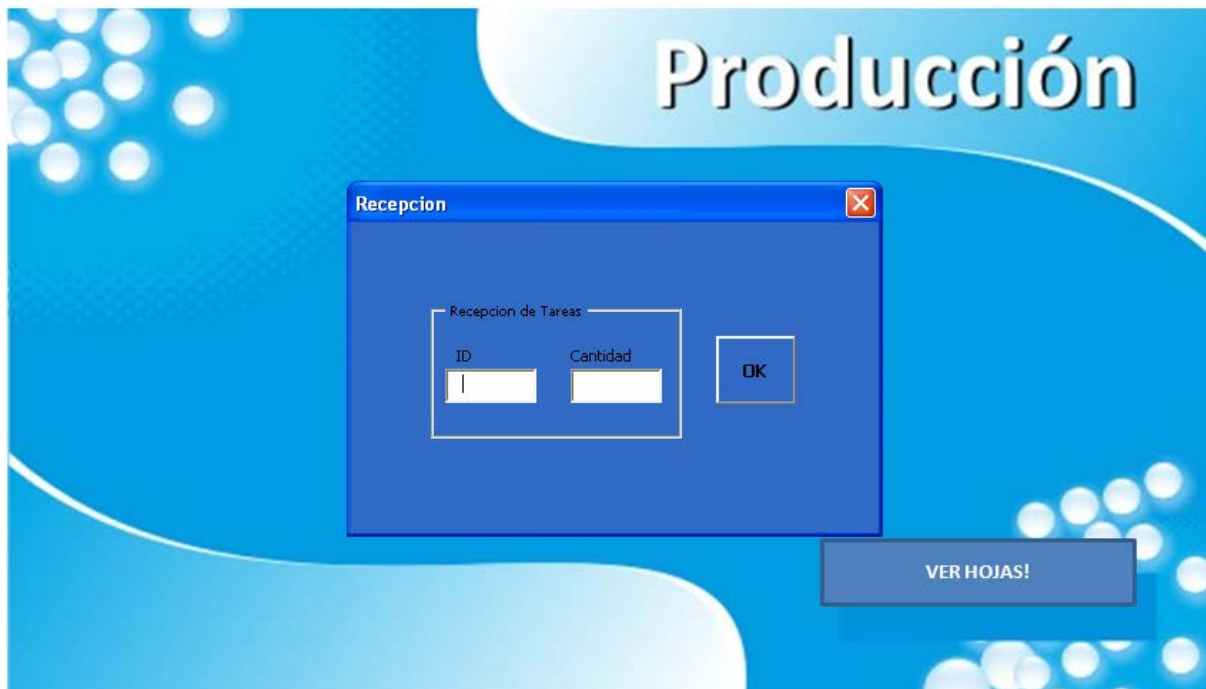 Producción
Recepcion
Recepcion de Tareas
ID
Cantidad
OK
VER HOJAS!